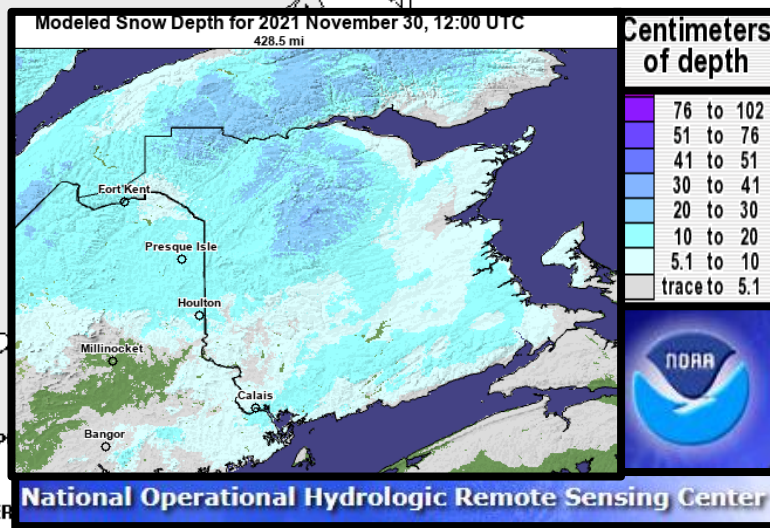 Modeled Snow Depth for 2021 November 30, 12:00 UTC
428.5 mi
Fort Kent
Presque Isle
Houlton
Millinocket
Calais
Bangor
Centimeters
of depth
76 to 102
51 to 76
41 to 51
30 to 41
20 to 30
10 to 20
5.1 to 10
trace to 5.1
NOAA
National Operational Hydrologic Remote Sensing Center